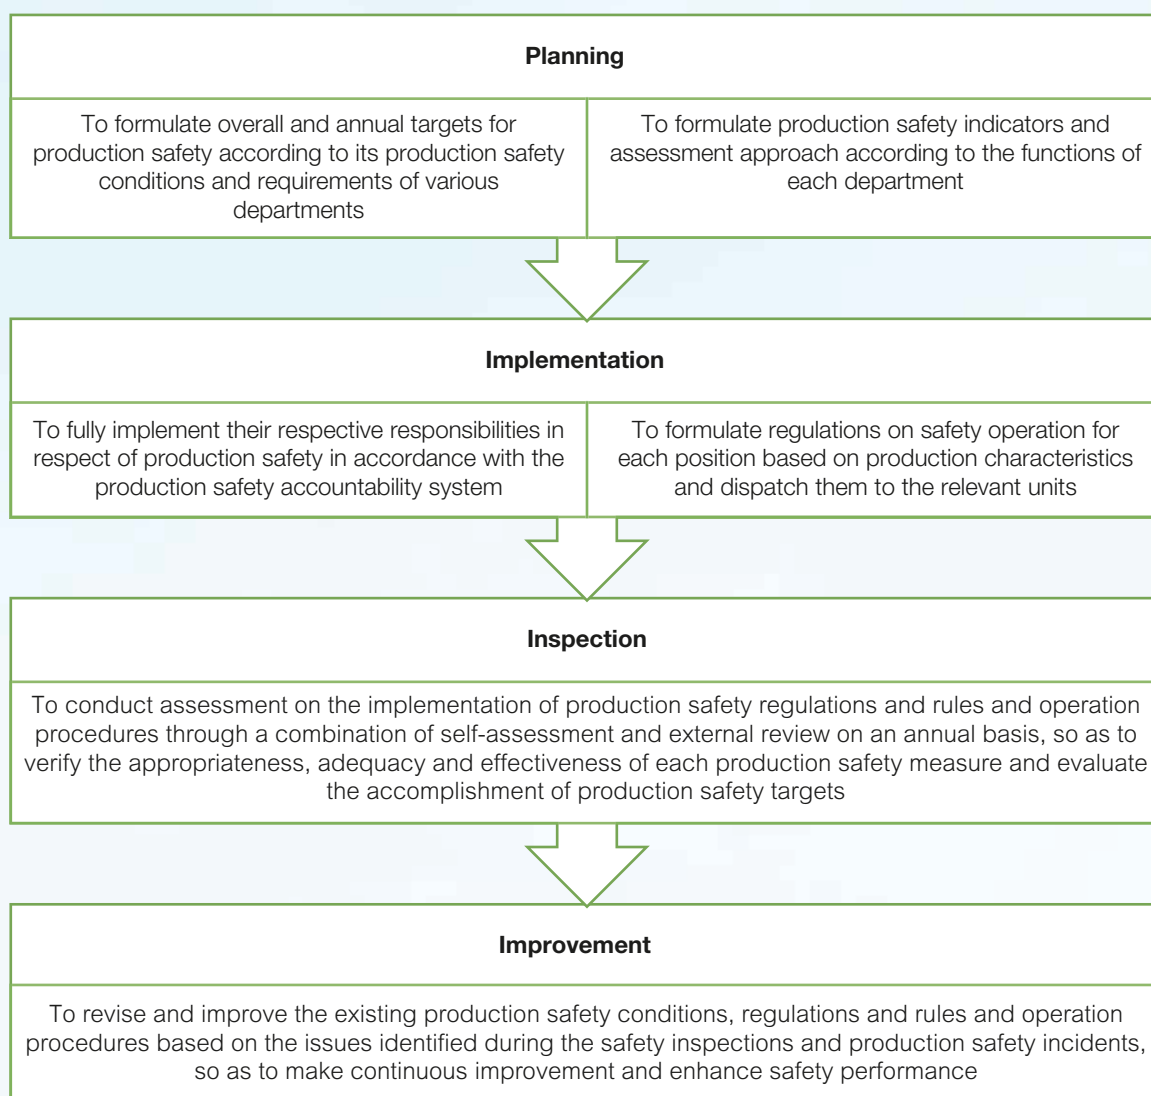 Planning
To formulate overall and annual targets for
production safety according to its production safety
conditions and requirements of various
departments
To formulate production safety indicators and
assessment approach according to the functions of
each department
Implementation
To fully implement their respective responsibilities in
respect of production safety in accordance with the
production safety accountability system
To formulate regulations on safety operation for
each position based on production characteristics
and dispatch them to the relevant units
Inspection
To conduct assessment on the implementation of production safety regulations and rules and operation
procedures through a combination of self-assessment and external review on an annual basis, so as to
verify the appropriateness, adequacy and effectiveness of each production safety measure and evaluate
the accomplishment of production safety targets
Improvement
To revise and improve the existing production safety conditions, regulations and rules and operation
procedures based on the issues identified during the safety inspections and production safety incidents,
so as to make continuous improvement and enhance safety performance